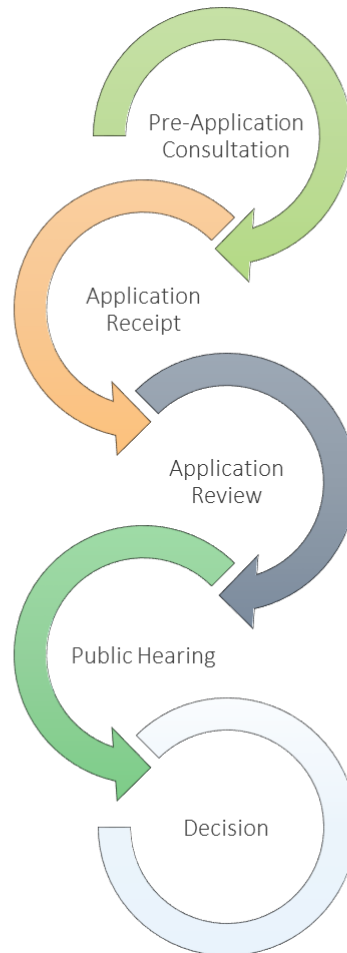 Pre-Application
Consultation
Application
Receipt
Application
Review
Public Hearing
Decision